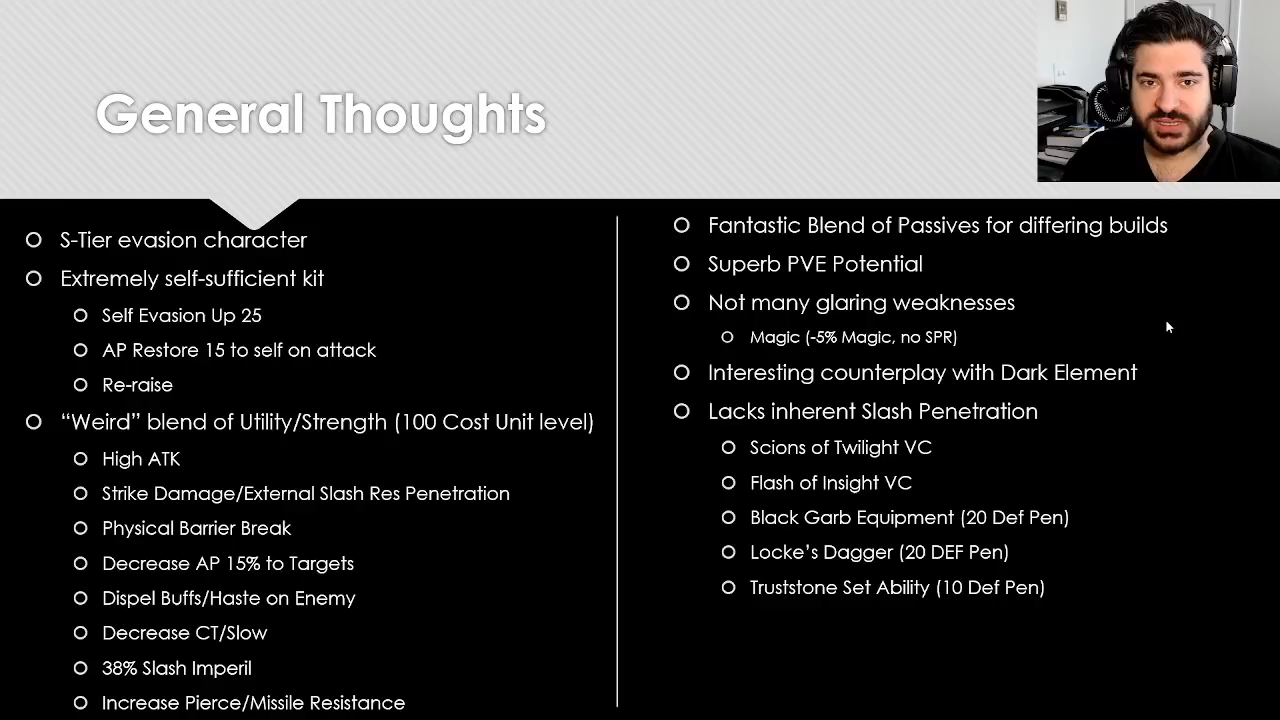 General Thoughts
S-Tier evasion character
Extremely self-sufficient kit
Self Evasion Up 25
AP Restore 15 to self on attack
Re-raise
“Weird” blend of Utility/Strength (100 Cost Unit level)
High ATK
Strike Damage/External Slash Res Penetration
Physical Barrier Break
Decrease AP 15% to Targets
Dispel Buffs/Haste on Enemy
Decrease CT/Slow
38% Slash Imperil
Increase Pierce/Missile Resistance
Fantastic Blend of Passives for differing builds
Superb PVE Potential
Not many glaring weaknesses
Magic (-5% Magic, no SPR)
Interesting counterplay with Dark Element
Lacks inherent Slash Penetration
Scions of Twilight VC
Flash of Insight VC
Black Garb Equipment (20 Def Pen)
Locke’s Dagger (20 DEF Pen)
Truststone Set Ability (10 Def Pen)